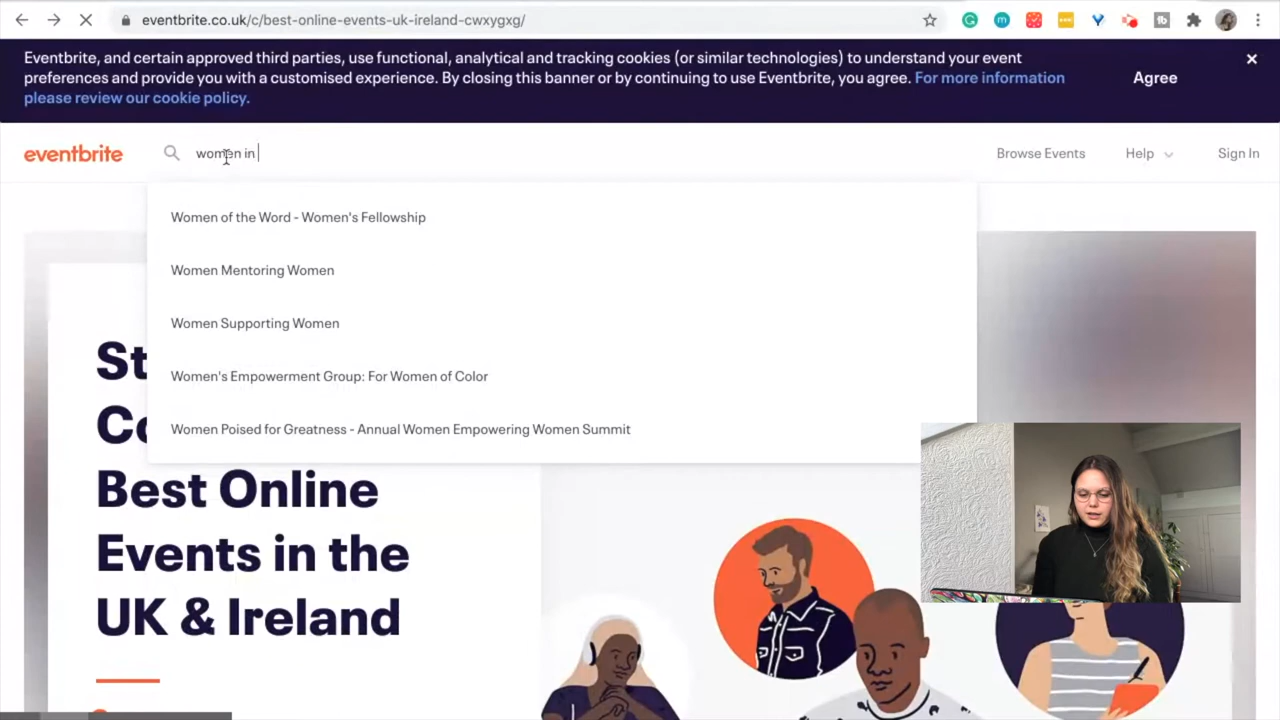 eventbrite.co.uk/c/best-online-events-uk-ireland-cwxygxg/
Eventbrite, and certain approved third parties, use functional, analytical and tracking cookies (or similar technologies) to understand your event
preferences and provide you with a customised experience. By closing this banner or by continuing to use Eventbrite, you agree. For more information
please review our cookie policy.
Agree
eventbrite
women in
Browse Events
Help
Sign In
Women of the Word - Women's Fellowship
Women Mentoring Women
Women Supporting Women
Women's Empowerment Group: For Women of Color
Women Poised for Greatness - Annual Women Empowering Women Summit
St
Best Online
Events in the
UK & Ireland